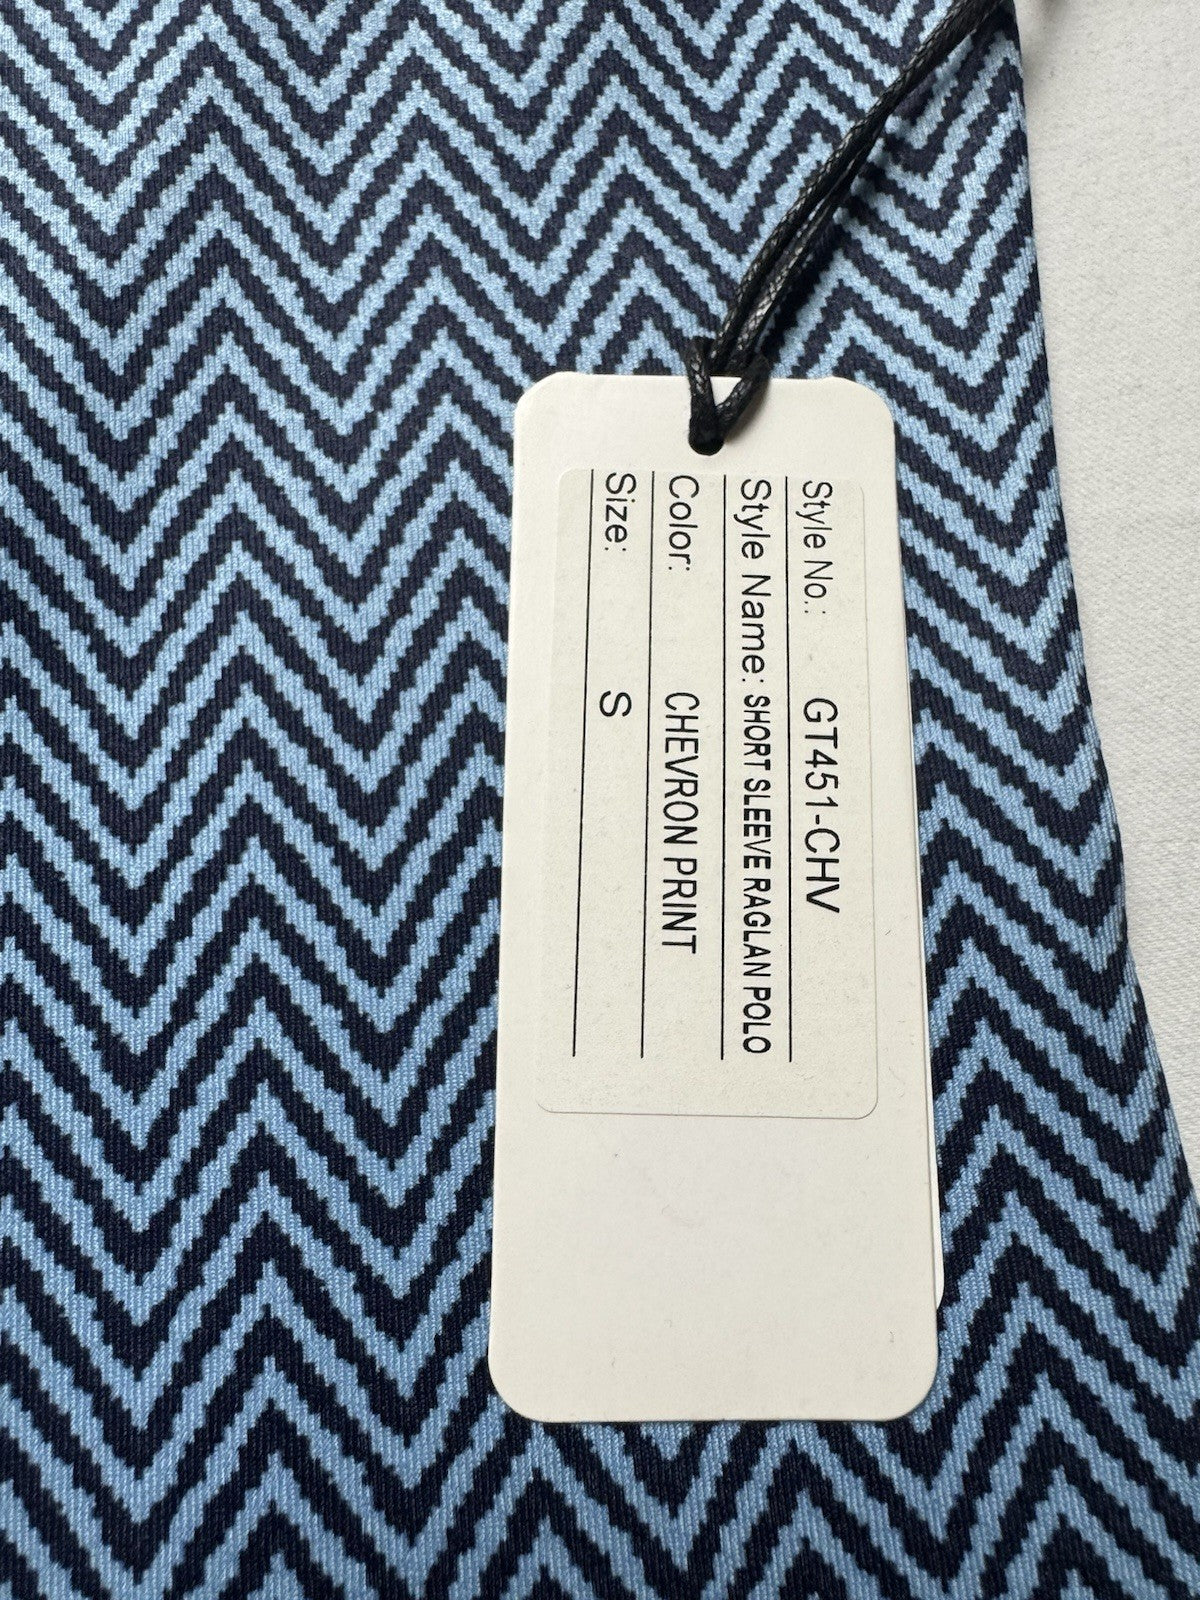 Style No.: GT451-CHV
Style Name: SHORT SLEEVE RAGLAN POLO
Color: CHEVRON PRINT
Size: S